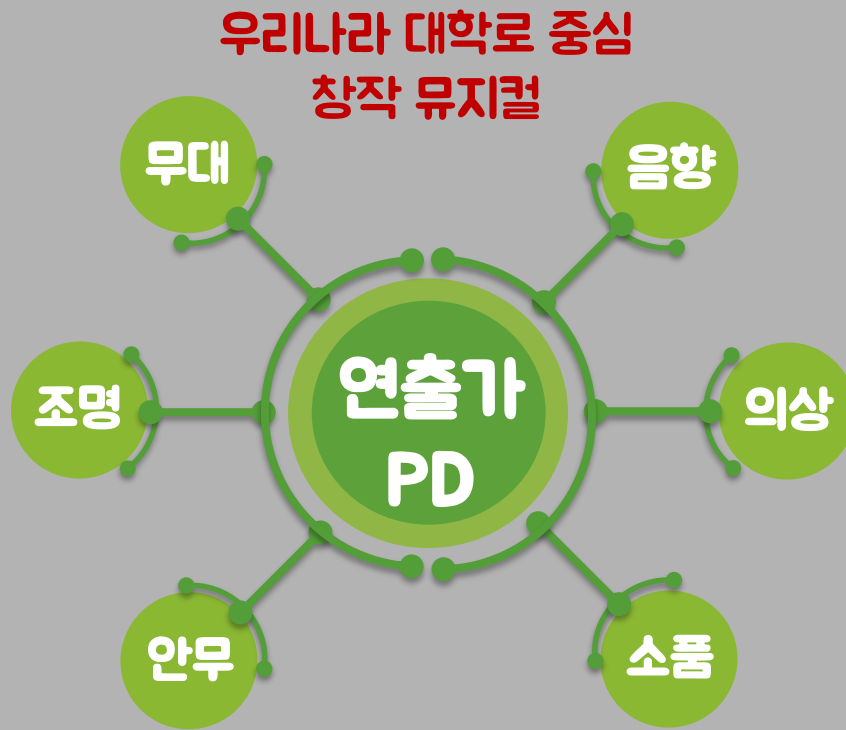 우리나라 대학로 중심
창작 뮤지컬
무대
음향
연출가
PD
조명
의상
안무
소품